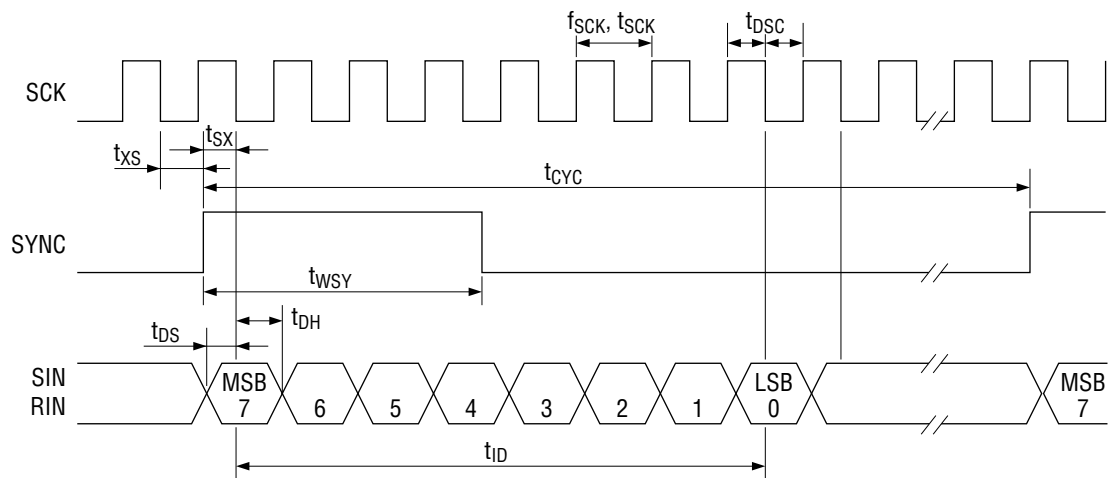 fSCK, tSCK
tDSC
SCK
tSX
tXS
tCYC
SYNC
tWSY
tDH
tDS
SIN
RIN
MSB
7
6
5
4
3
2
1
LSB
0
MSB
7
tID